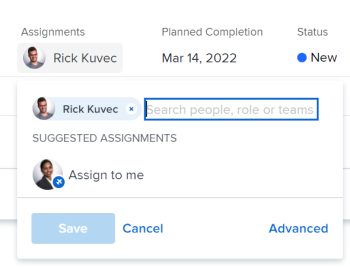 Assignments Planned Completion Status
Rick Kuvec Mar 14, 2022 New
Rick Kuvec × Search people, role or teams
SUGGESTED ASSIGNMENTS
Assign to me
Save Cancel Advanced